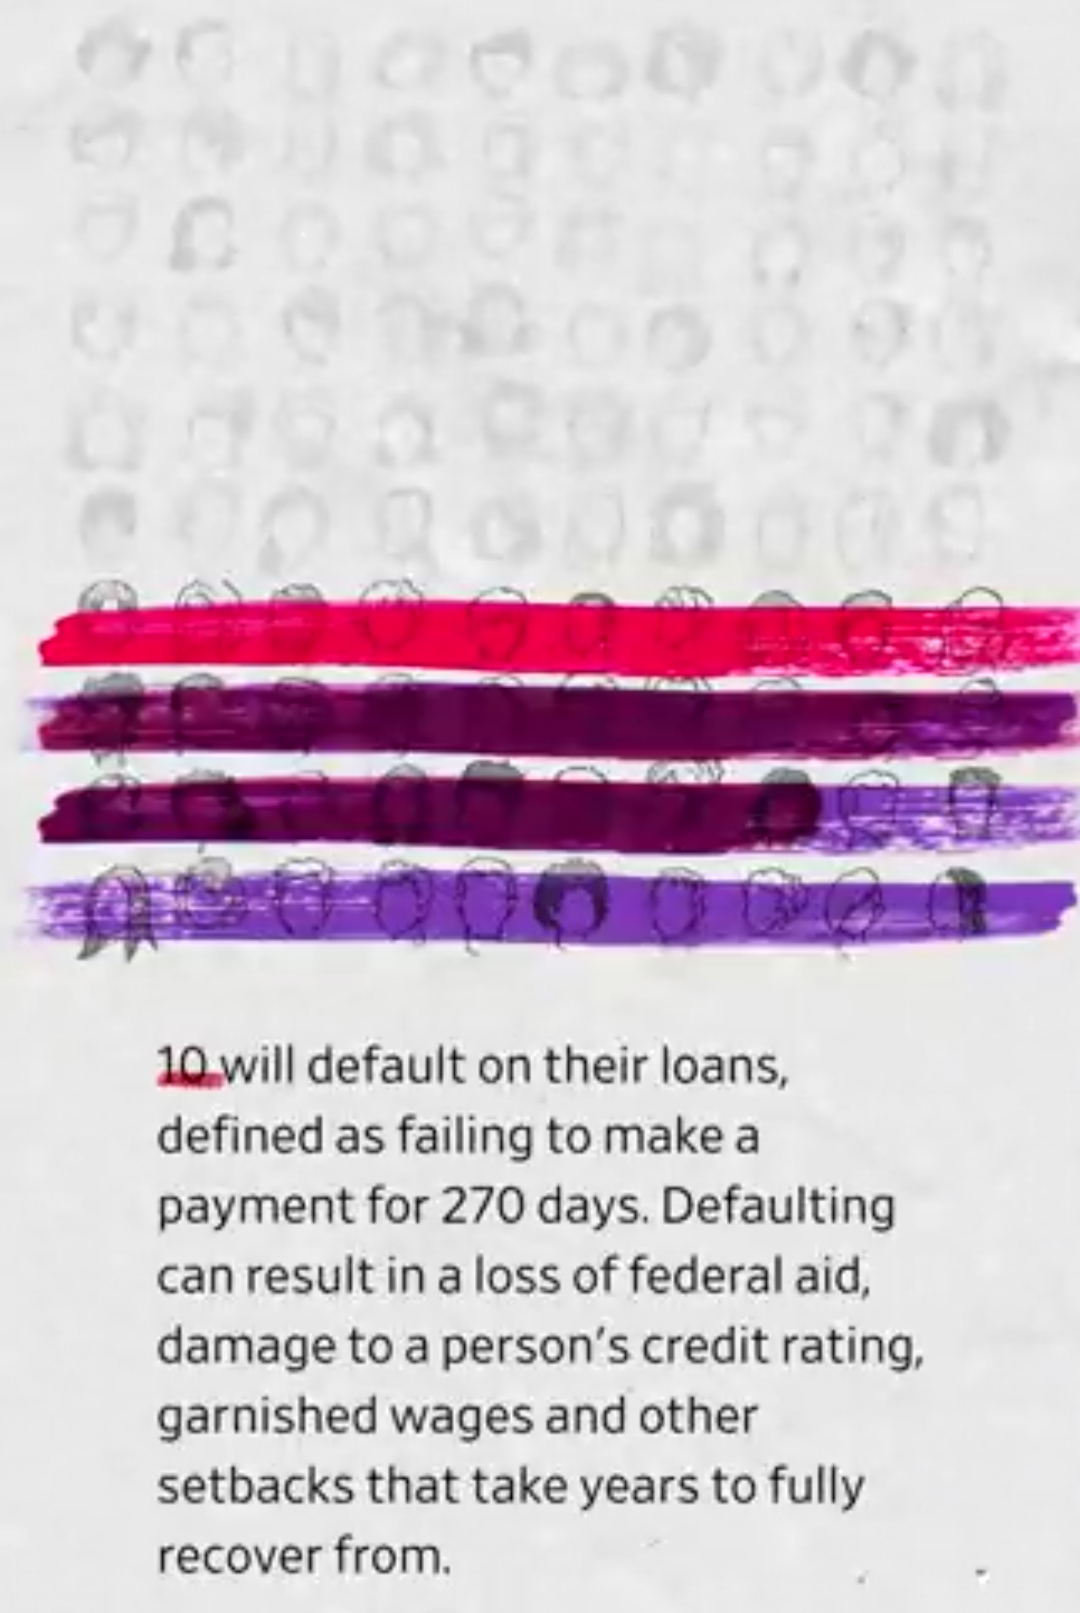 10 will default on their loans,
defined as failing to make a
payment for 270 days. Defaulting
can result in a loss of federal aid,
damage to a person's credit rating,
garnished wages and other
setbacks that take years to fully
recover from.